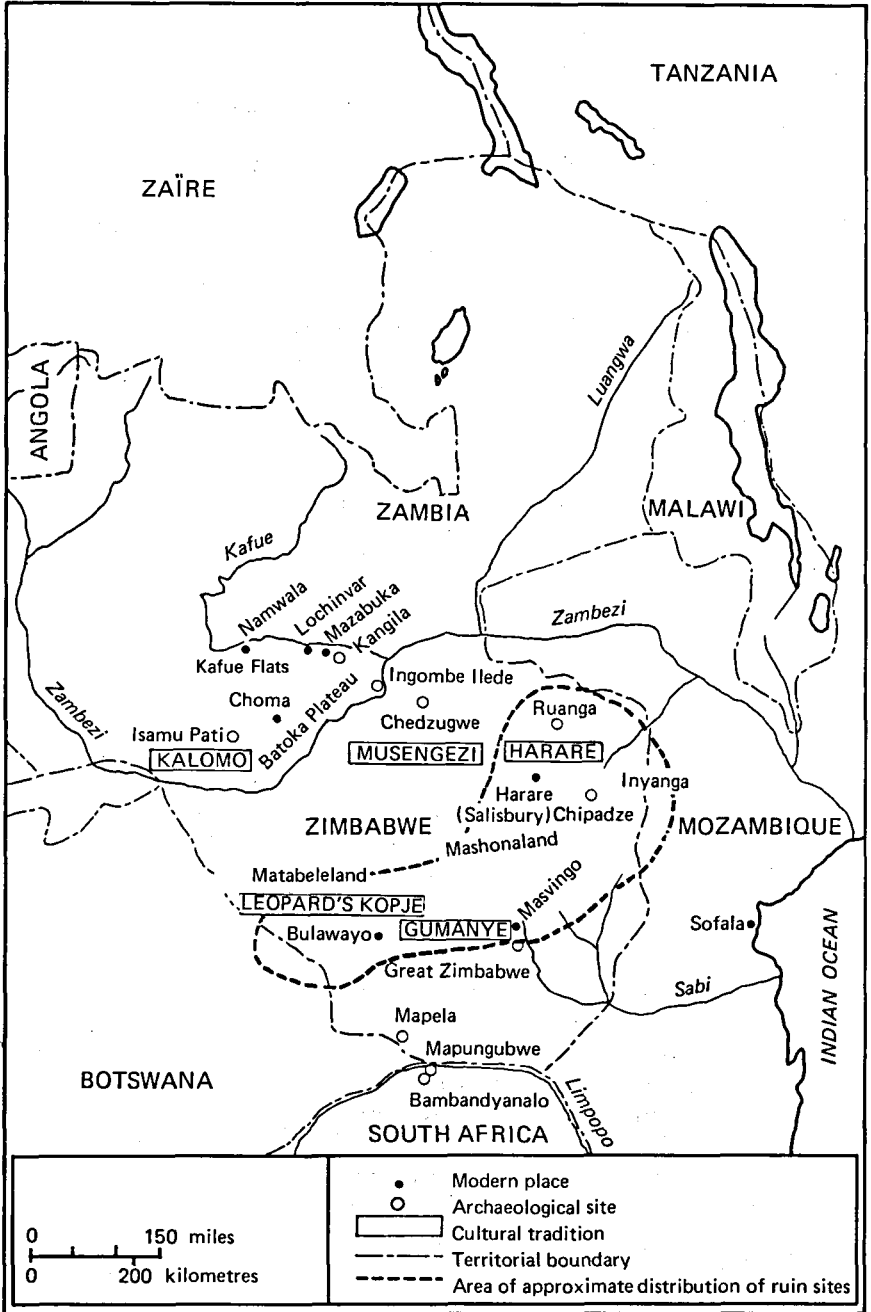 TANZANIA
ZAÏRE
ANGOLA
Luangwa
ZAMBIA
MALAWI
Kafue
Namwala
Lochinvar
Mazabuka
Kangila
Zambezi
Kafue Flats
Ingombe Ilede
Choma
Batoka Plateau
Chedzugwe
Ruanga
Zambezi
Isamu Pati
KALOMO
MUSENGEZI
HARARE
Inyanga
Harare
(Salisbury)
Chipadze
ZIMBABWE
MOZAMBIQUE
Mashonaland
Matabeleland
LEOPARD'S KOPJE
Masvingo
Bulawayo
GUMANYE
Sofala
Great Zimbabwe
Sabi
INDIAN OCEAN
Mapela
Mapungubwe
BOTSWANA
Bambandyanalo
Limpopo
SOUTH AFRICA
0 150 miles
0 200 kilometres
Modern place
Archaeological site
Cultural tradition
Territorial boundary
Area of approximate distribution of ruin sites